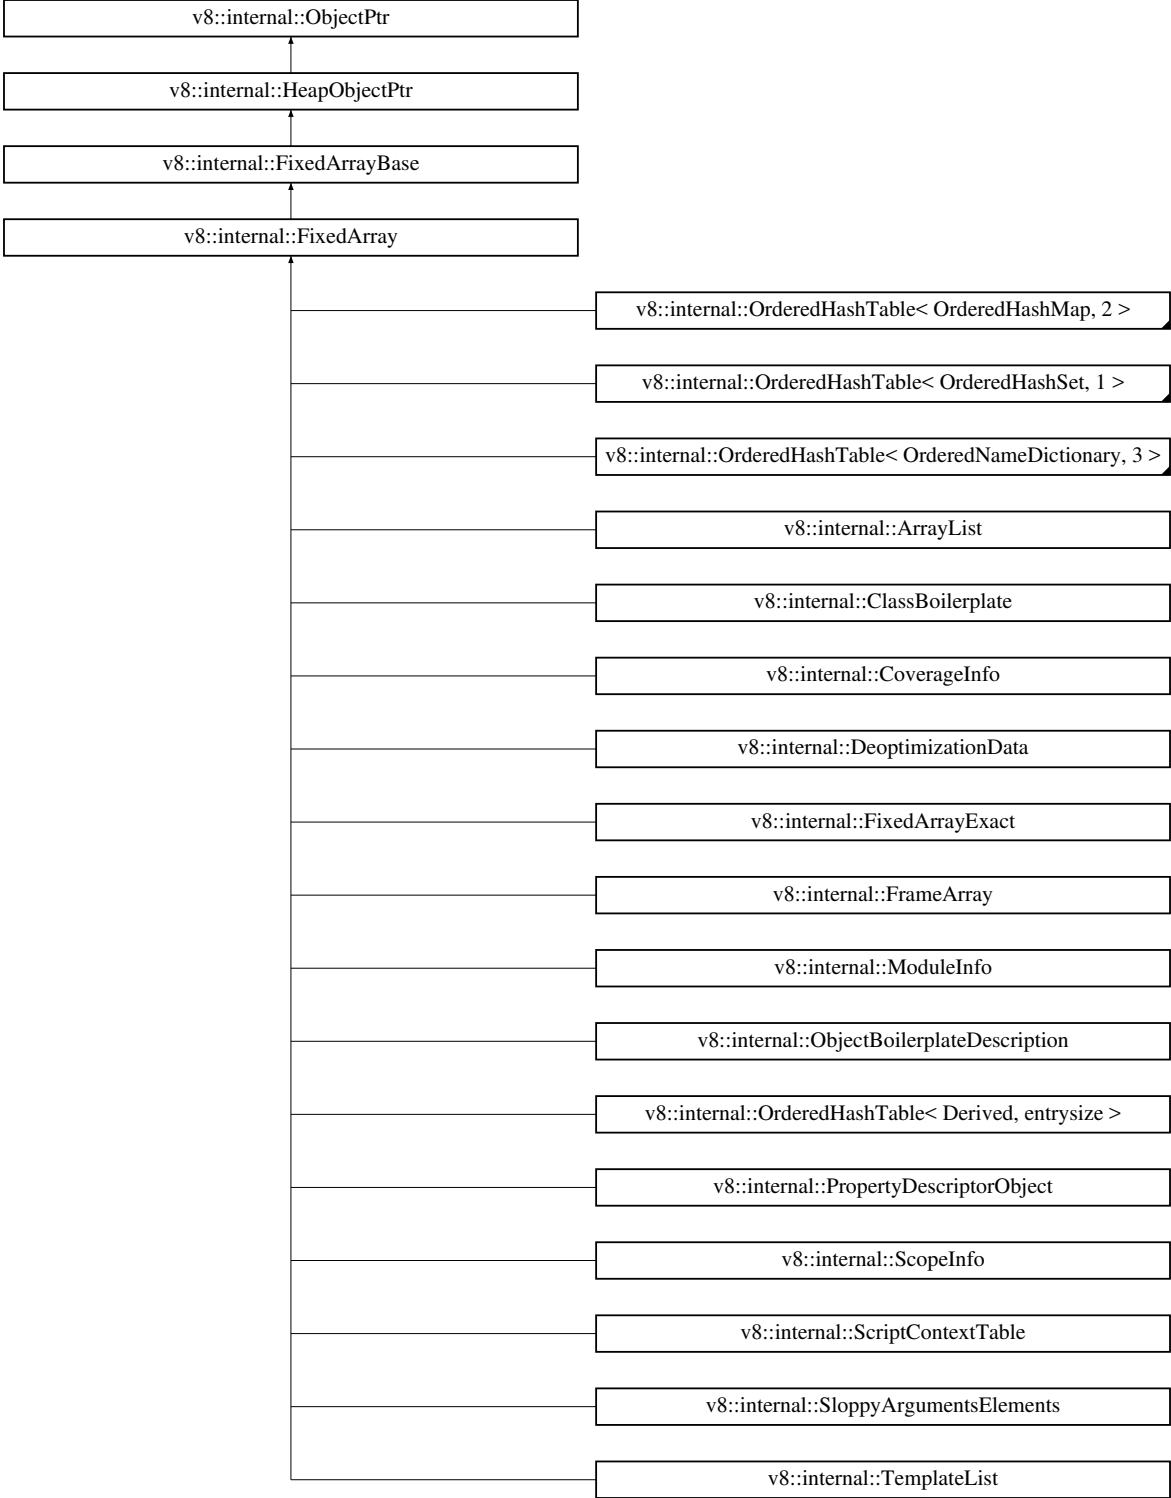 v8::internal::ObjectPtr
v8::internal::HeapObjectPtr
v8::internal::FixedArrayBase
v8::internal::FixedArray
v8::internal::OrderedHashTable< OrderedHashMap, 2 >
v8::internal::OrderedHashTable< OrderedHashSet, 1 >
v8::internal::OrderedHashTable< OrderedNameDictionary, 3 >
v8::internal::ArrayList
v8::internal::ClassBoilerplate
v8::internal::CoverageInfo
v8::internal::DeoptimizationData
v8::internal::FixedArrayExact
v8::internal::FrameArray
v8::internal::ModuleInfo
v8::internal::ObjectBoilerplateDescription
v8::internal::OrderedHashTable< Derived, entrysize >
v8::internal::PropertyDescriptorObject
v8::internal::ScopeInfo
v8::internal::ScriptContextTable
v8::internal::SloppyArgumentsElements
v8::internal::TemplateList